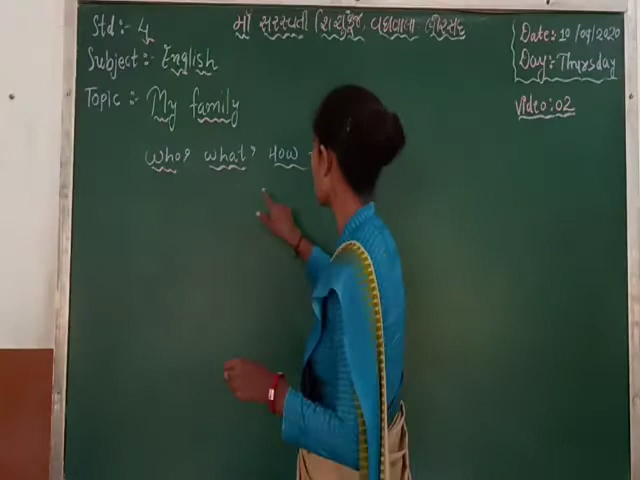 Std:- 4
માઁ સરસ્વતી શિશુકુંજ, વઘવાલા બોરસદ
Date:- 10/09/2020
Subject:- English
Day:- Thursday
Topic:- My family
Video:02
who? what? How